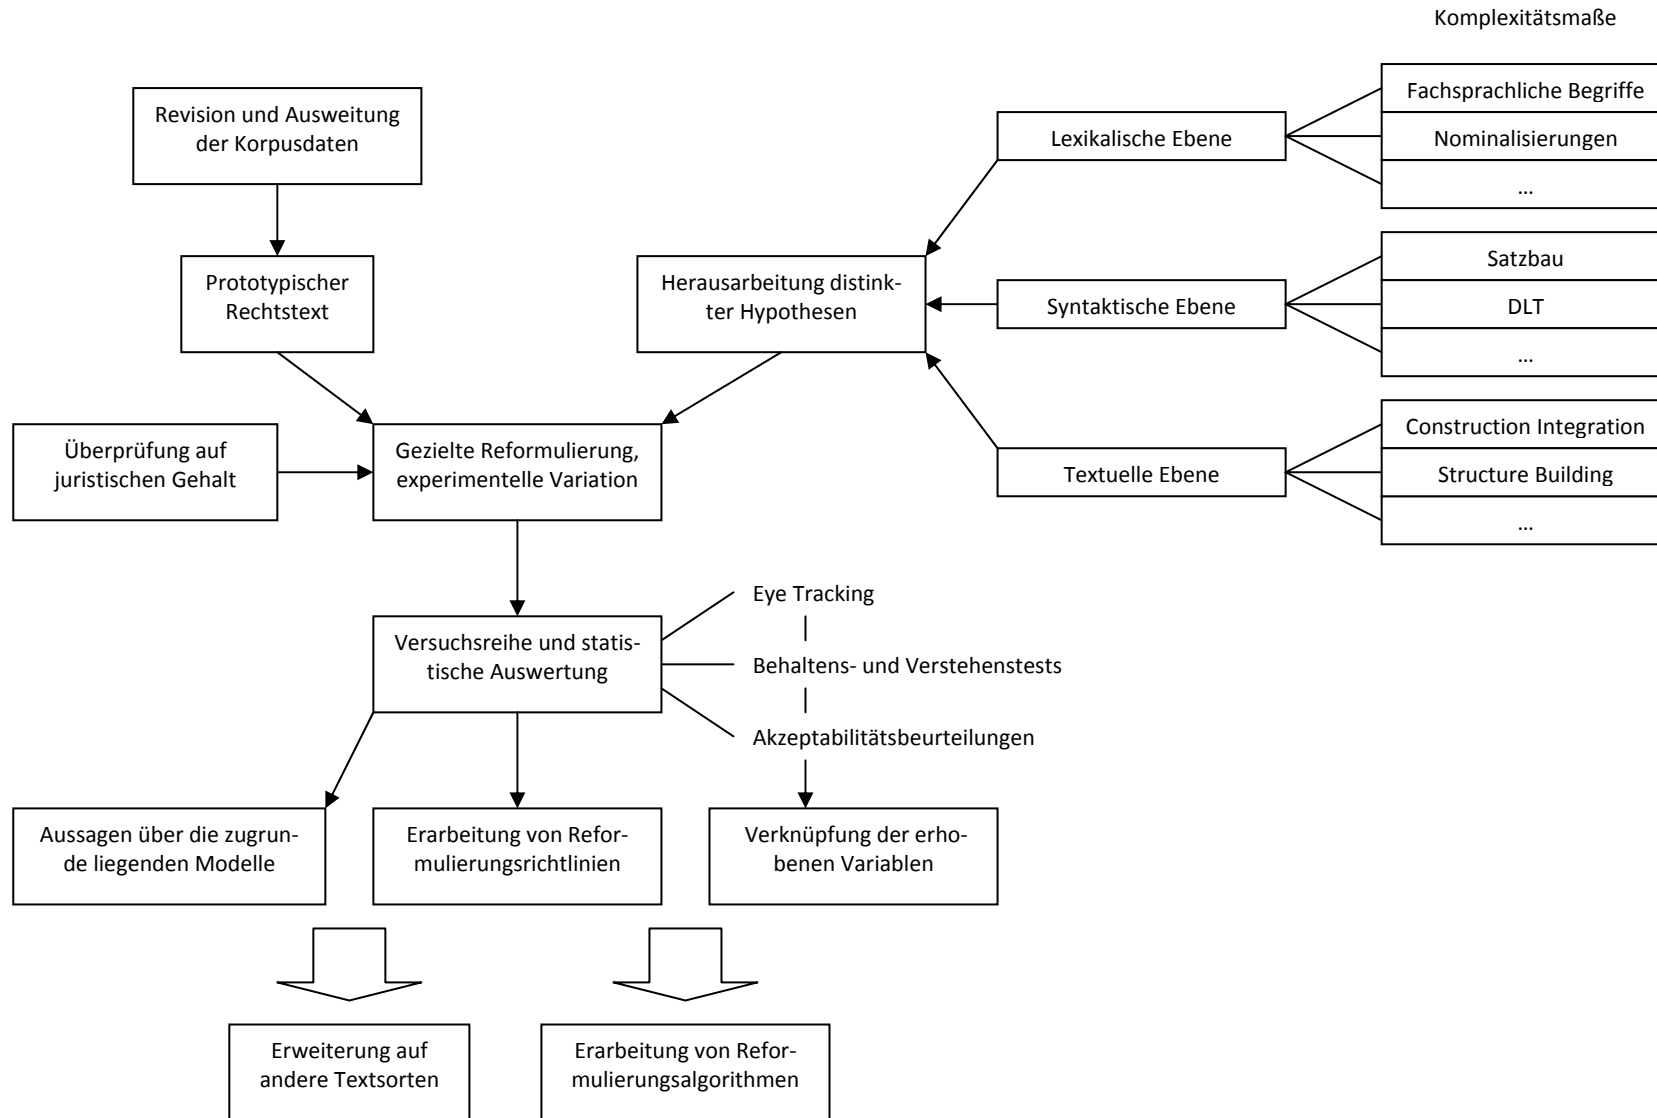 Komplexitätsmaße
Revision und Ausweitung
der Korpusdaten
Prototypischer
Rechtstext
Überprüfung auf
juristischen Gehalt
Herausarbeitung distink-
ter Hypothesen
Gezielte Reformulierung,
experimentelle Variation
Lexikalische Ebene
Fachsprachliche Begriffe
Nominalisierungen
...
Syntaktische Ebene
Satzbau
DLT
...
Textuelle Ebene
Construction Integration
Structure Building
...
Versuchsreihe und statis-
tische Auswertung
Eye Tracking
Behaltens- und Verstehenstests
Akzeptabilitätsbeurteilungen
Aussagen über die zugrun-
de liegenden Modelle
Erarbeitung von Refor-
mulierungsrichtlinien
Verknüpfung der erho-
benen Variablen
Erweiterung auf
andere Textsorten
Erarbeitung von Refor-
mulierungsalgorithmen